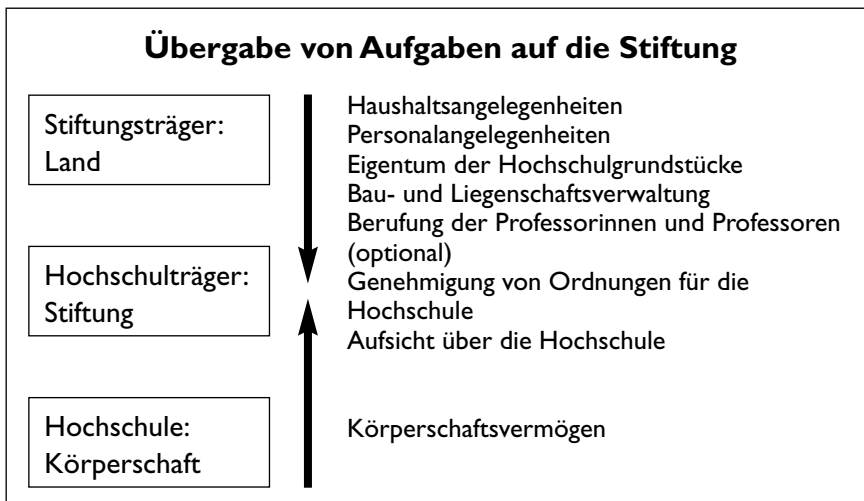 Übergabe von Aufgaben auf die Stiftung
Stiftungsträger:
Land
Haushaltsangelegenheiten
Personalangelegenheiten
Eigentum der Hochschulgrundstücke
Bau- und Liegenschaftsverwaltung
Berufung der Professorinnen und Professoren
(optional)
Genehmigung von Ordnungen für die
Hochschule
Aufsicht über die Hochschule
Hochschulträger:
Stiftung
Hochschule:
Körperschaft
Körperschaftsvermögen